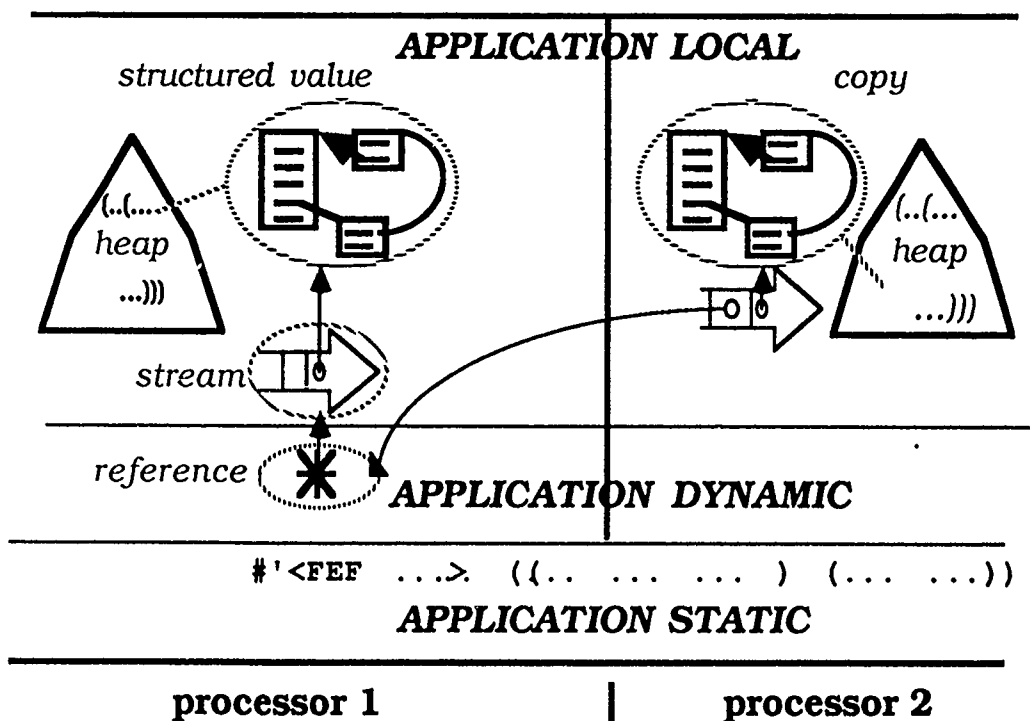 APPLICATION LOCAL
structured value
copy
(..(....
heap
...)))
(..(...
heap
...)))
stream
reference
APPLICATION DYNAMIC
#'<FEF ....>. ((.. ... ... ) (... ...))
APPLICATION STATIC
processor 1
processor 2